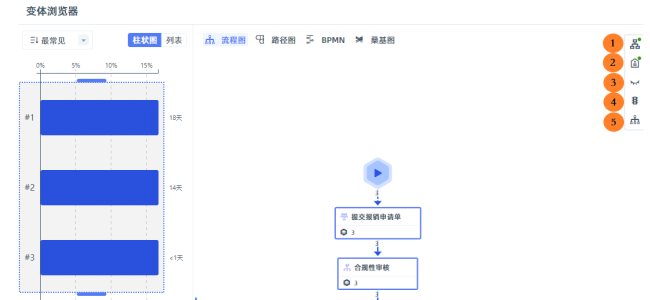 变体浏览器
最常见
柱状图 列表
流程图 路径图 BPMN 桑基图
0% 5% 10% 15%
#1 18天
#2 14天
#3 <1天
3
提交报销申请单
3
3
合规性审核
3
3
1
2
3
4
5